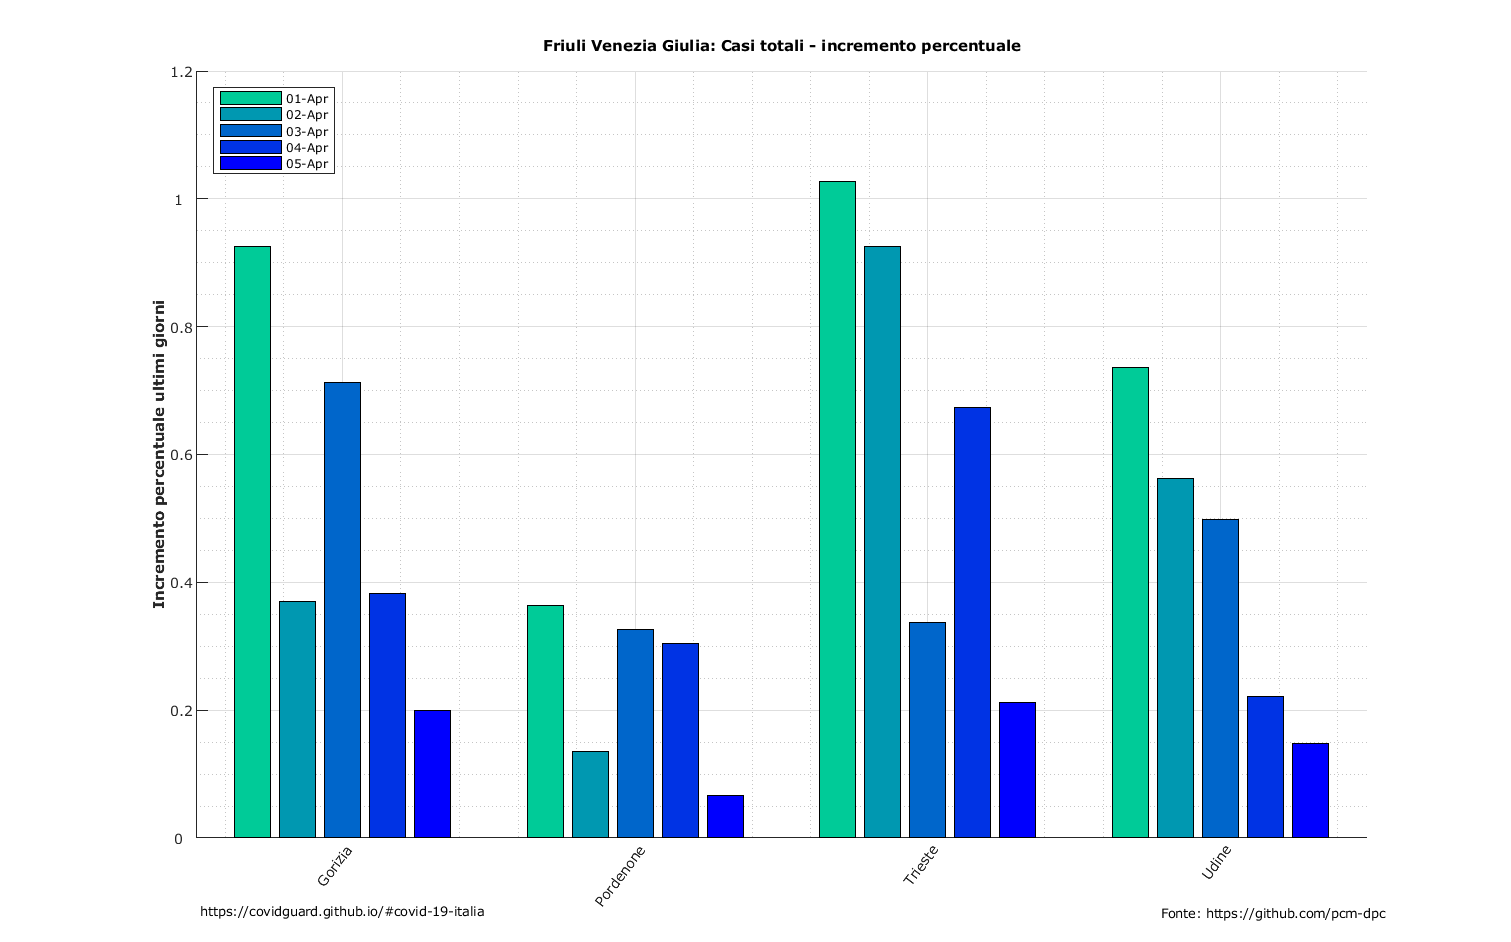 Friuli Venezia Giulia: Casi totali - incremento percentuale
01-Apr
02-Apr
03-Apr
04-Apr
05-Apr
Incremento percentuale ultimi giorni
1.2
1
0.8
0.6
0.4
0.2
0
Gorizia
Pordenone
Trieste
Udine
https://covidguard.github.io/#covid-19-italia
Fonte: https://github.com/pcm-dpc